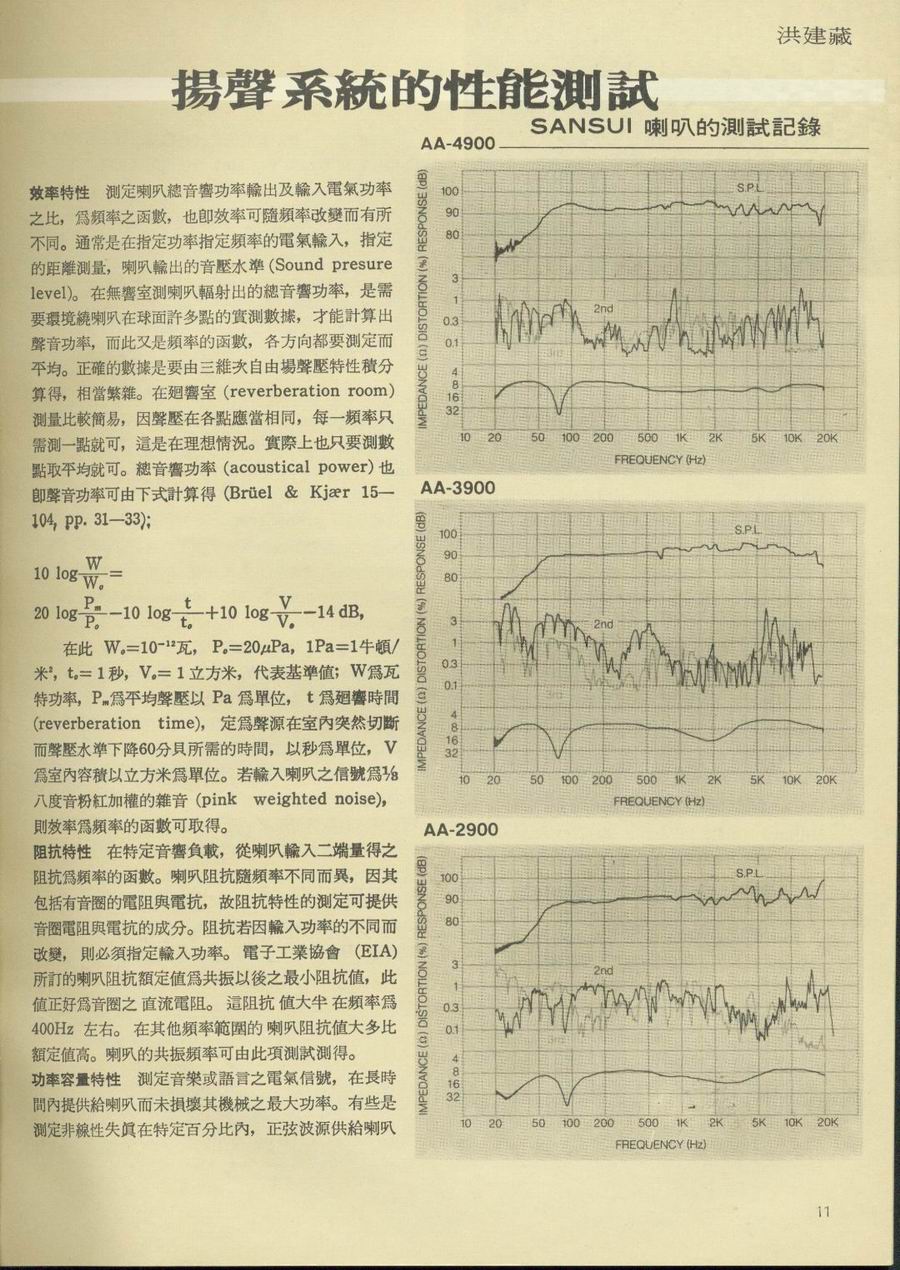 洪建藏
揚聲系統的性能測試
SANSUI 喇叭的測試記錄
效率特性　測定喇叭總音響功率輸出及輸入電氣功率
之比，爲頻率之函數，也卽效率可隨頻率改變而有所
不同。通常是在指定功率指定頻率的電氣輸入，指定
的距離測量，喇叭輸出的音壓水準 (Sound presure
level)。在無響室測喇叭輻射出的總音響功率，是需
要環境繞喇叭在球面許多點的實測數據，才能計算出
聲音功率，而此又是頻率的函數，各方向都要測定而
平均。正確的數據是要由三維次自由場聲壓特性積分
算得，相當繁雜。在廻響室 (reverberation room)
測量比較簡易，因聲壓在各點應當相同，每一頻率只
需測一點就可，這是在理想情況。實際上也只要測數
點取平均就可。總音響功率 (acoustical power) 也
卽聲音功率可由下式計算得 (Brüel & Kjær 15—
104, pp. 31—33);
10 log W/W₀ =
20 log Pₘ/P₀ −10 log t/t₀ +10 log V/V₀ −14 dB,
在此 W₀=10⁻¹²瓦，P₀=20μPa，1Pa=1牛頓/
米²，t₀= 1 秒，V₀= 1 立方米，代表基準值；W爲瓦
特功率，Pₘ爲平均聲壓以 Pa 爲單位，t 爲廻響時間
(reverberation time)，定爲聲源在室內突然切斷
而聲壓水準下降60分貝所需的時間，以秒爲單位，V
爲室內容積以立方米爲單位。若輸入喇叭之信號爲⅓
八度音粉紅加權的雜音 (pink weighted noise)，
則效率爲頻率的函數可取得。
阻抗特性　在特定音響負載，從喇叭輸入二端量得之
阻抗爲頻率的函數。喇叭阻抗隨頻率不同而異，因其
包括有音圈的電阻與電抗，故阻抗特性的測定可提供
音圈電阻與電抗的成分。阻抗若因輸入功率的不同而
改變，則必須指定輸入功率。電子工業協會 (EIA)
所訂的喇叭阻抗額定值爲共振以後之最小阻抗值，此
值正好爲音圈之直流電阻。這阻抗值大半在頻率爲
400Hz 左右。在其他頻率範圍的喇叭阻抗值大多比
額定值高。喇叭的共振頻率可由此項測試測得。
功率容量特性　測定音樂或語言之電氣信號，在長時
間內提供給喇叭而未損壞其機械之最大功率。有些是
測定非線性失眞在特定百分比內，正弦波源供給喇叭
AA-4900
IMPEDANCE (Ω) DISTORTION (%) RESPONSE (dB)
100
90
80
3
1
0.3
0.1
4
8
16
32
S.P.L.
2nd
3rd
10 20 50 100 200 500 1K 2K 5K 10K 20K
FREQUENCY (Hz)
AA-3900
IMPEDANCE (Ω) DISTORTION (%) RESPONSE (dB)
100
90
80
3
1
0.3
0.1
4
8
16
32
S.P.L.
2nd
10 20 50 100 200 500 1K 2K 5K 10K 20K
FREQUENCY (Hz)
AA-2900
IMPEDANCE (Ω) DISTORTION (%) RESPONSE (dB)
100
90
80
3
1
0.3
0.1
4
8
16
32
S.P.L.
2nd
3rd
10 20 50 100 200 500 1K 2K 5K 10K 20K
FREQUENCY (Hz)
11